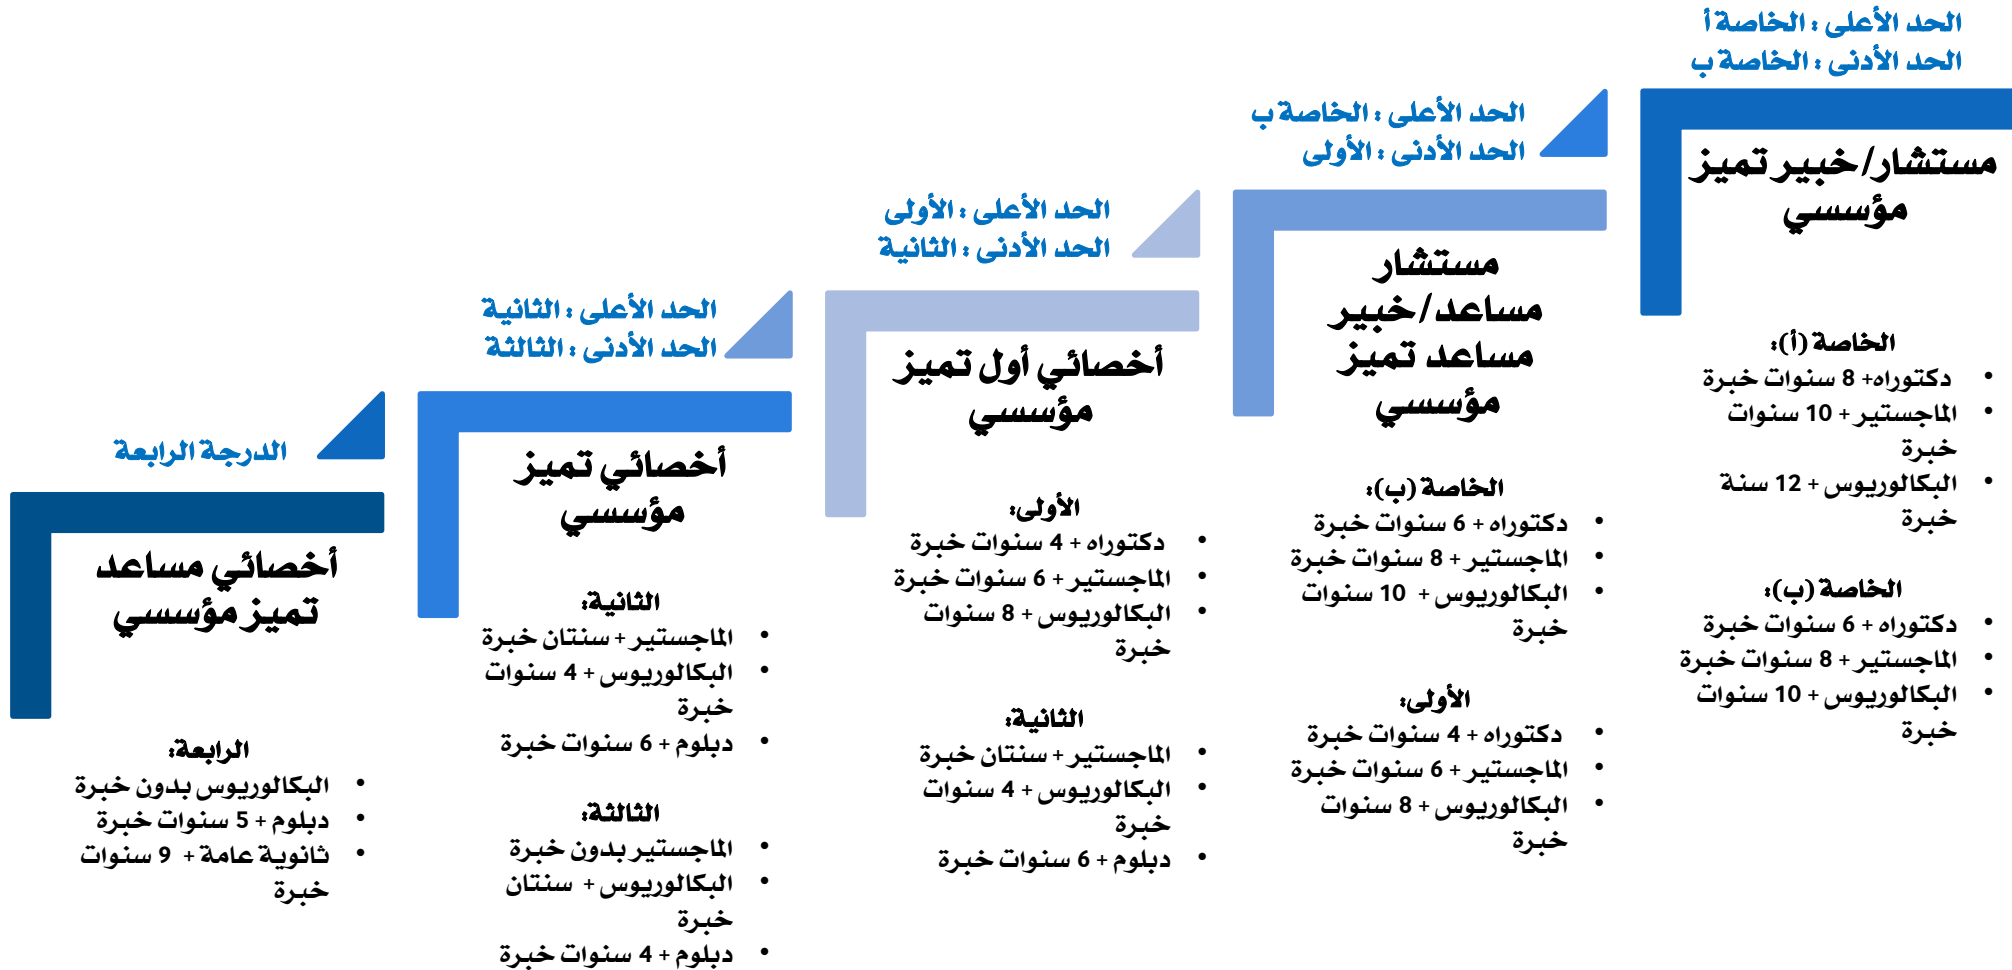 الحد الأعلى : الخاصة أ
الحد الأدنى : الخاصة ب
مستشار/خبير تميز
مؤسسي
الخاصة (أ):
• دكتوراه+ 8 سنوات خبرة
• الماجستير + 10 سنوات
خبرة
• البكالوريوس + 12 سنة
خبرة
الخاصة (ب):
• دكتوراه + 6 سنوات خبرة
• الماجستير + 8 سنوات خبرة
• البكالوريوس + 10 سنوات
خبرة
الحد الأعلى : الخاصة ب
الحد الأدنى : الأولى
مستشار
مساعد/خبير
مساعد تميز
مؤسسي
الخاصة (ب):
• دكتوراه + 6 سنوات خبرة
• الماجستير + 8 سنوات خبرة
• البكالوريوس + 10 سنوات
خبرة
الأولى:
• دكتوراه + 4 سنوات خبرة
• الماجستير + 6 سنوات خبرة
• البكالوريوس + 8 سنوات
خبرة
الحد الأعلى : الأولى
الحد الأدنى : الثانية
أخصائي أول تميز
مؤسسي
الأولى:
• دكتوراه + 4 سنوات خبرة
• الماجستير + 6 سنوات خبرة
• البكالوريوس + 8 سنوات
خبرة
الثانية:
• الماجستير + سنتان خبرة
• البكالوريوس + 4 سنوات
خبرة
• دبلوم + 6 سنوات خبرة
الحد الأعلى : الثانية
الحد الأدنى : الثالثة
أخصائي تميز
مؤسسي
الثانية:
• الماجستير + سنتان خبرة
• البكالوريوس + 4 سنوات
خبرة
• دبلوم + 6 سنوات خبرة
الثالثة:
• الماجستير بدون خبرة
• البكالوريوس + سنتان
خبرة
• دبلوم + 4 سنوات خبرة
الدرجة الرابعة
أخصائي مساعد
تميز مؤسسي
الرابعة:
• البكالوريوس بدون خبرة
• دبلوم + 5 سنوات خبرة
• ثانوية عامة + 9 سنوات
خبرة